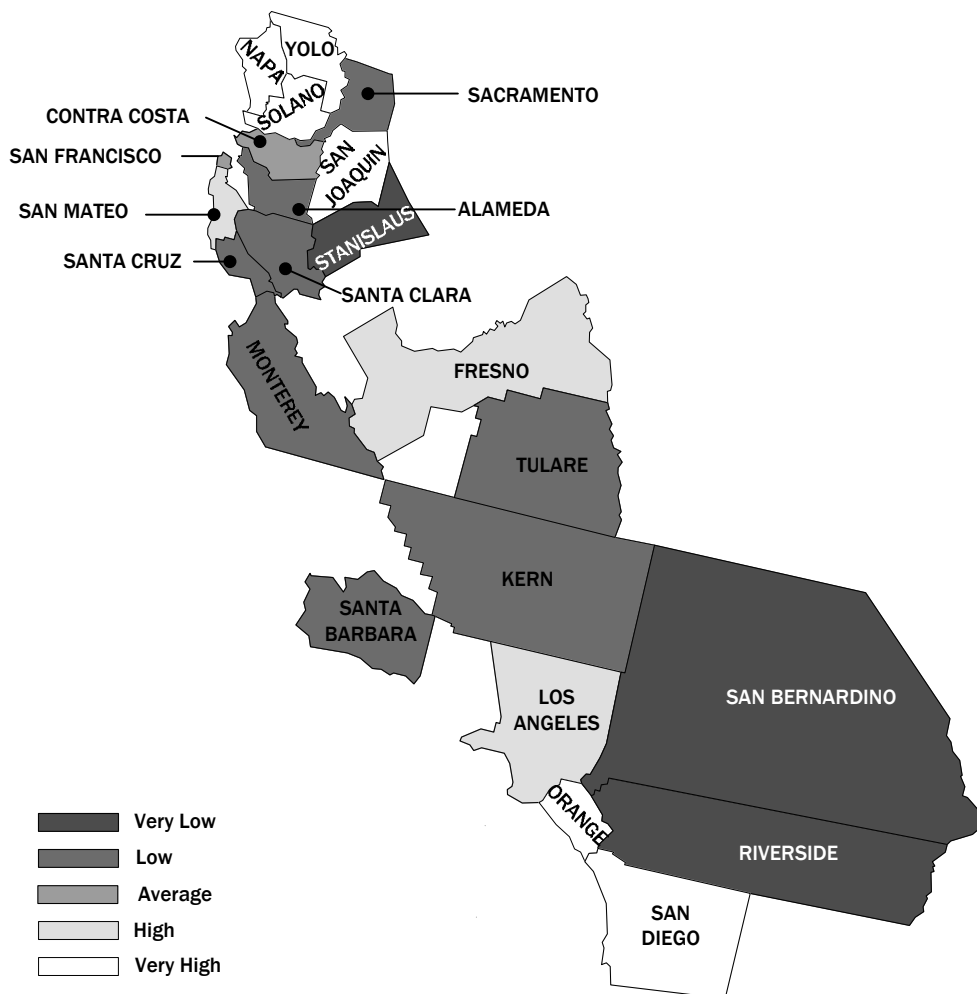 YOLO
NAPA
SOLANO
SACRAMENTO
CONTRA COSTA
SAN FRANCISCO
SAN
JOAQUIN
SAN MATEO
ALAMEDA
STANISLAUS
SANTA CRUZ
SANTA CLARA
MONTEREY
FRESNO
TULARE
KERN
SANTA
BARBARA
LOS
ANGELES
SAN BERNARDINO
ORANGE
RIVERSIDE
SAN
DIEGO
Very Low
Low
Average
High
Very High